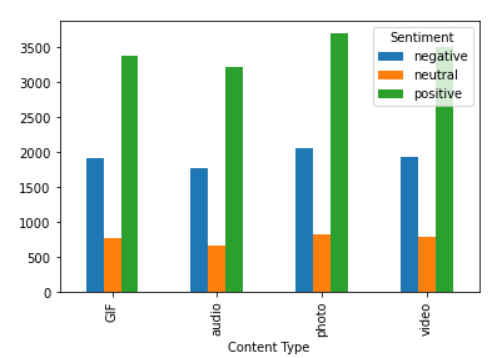 Sentiment
negative
neutral
positive
3500
3000
2500
2000
1500
1000
500
0
GIF
audio
photo
video
Content Type